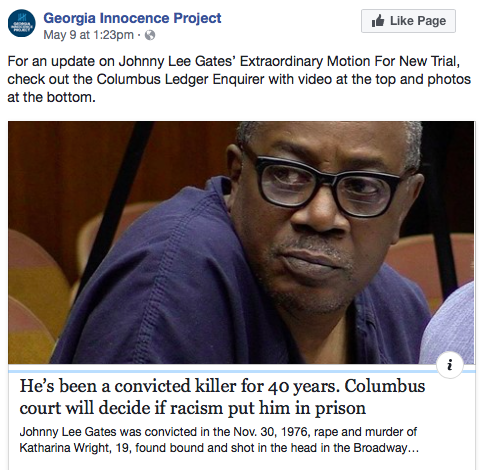 Georgia Innocence Project
Like Page
May 9 at 1:23pm ·
For an update on Johnny Lee Gates' Extraordinary Motion For New Trial,
check out the Columbus Ledger Enquirer with video at the top and photos
at the bottom.
i
He's been a convicted killer for 40 years. Columbus
court will decide if racism put him in prison
Johnny Lee Gates was convicted in the Nov. 30, 1976, rape and murder of
Katharina Wright, 19, found bound and shot in the head in the Broadway...